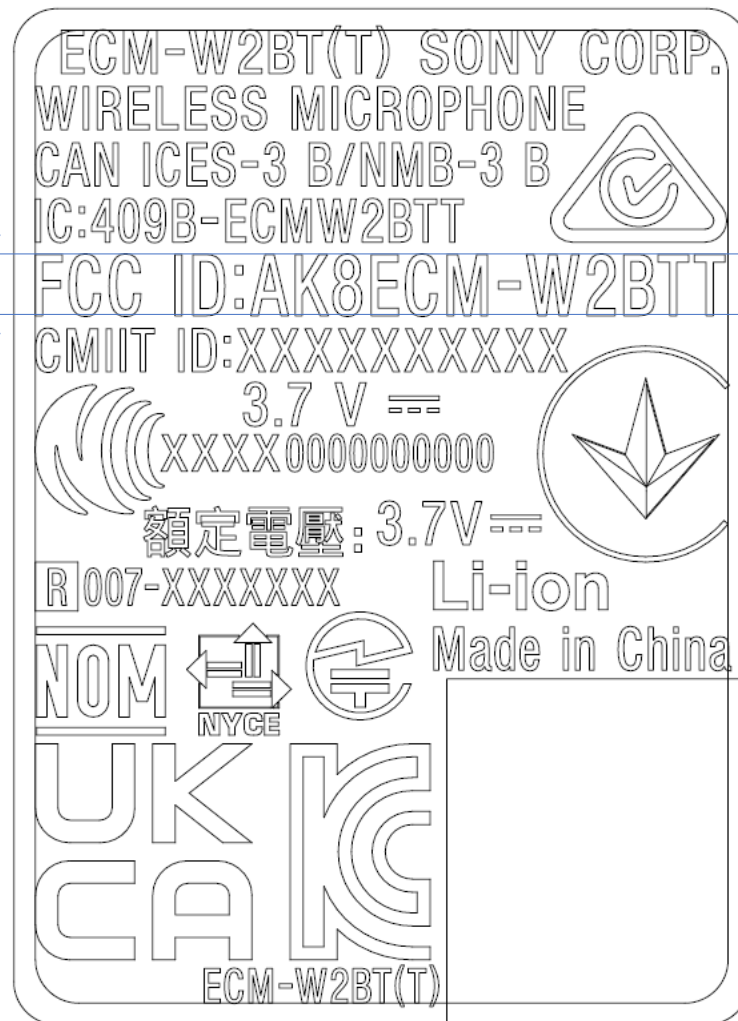 ECM-W2BT(T) SONY CORP.
WIRELESS MICROPHONE
CAN ICES-3 B/NMB-3 B
IC:409B-ECMW2BTT
FCC ID:AK8ECM-W2BTT
CMIIT ID:XXXXXXXXXX
3.7 V ⎓
XXXX0000000000
額定電壓:3.7V⎓
R 007-XXXXXXX
Li-ion
Made in China
NOM
NYCE
UK
CA
ECM-W2BT(T)